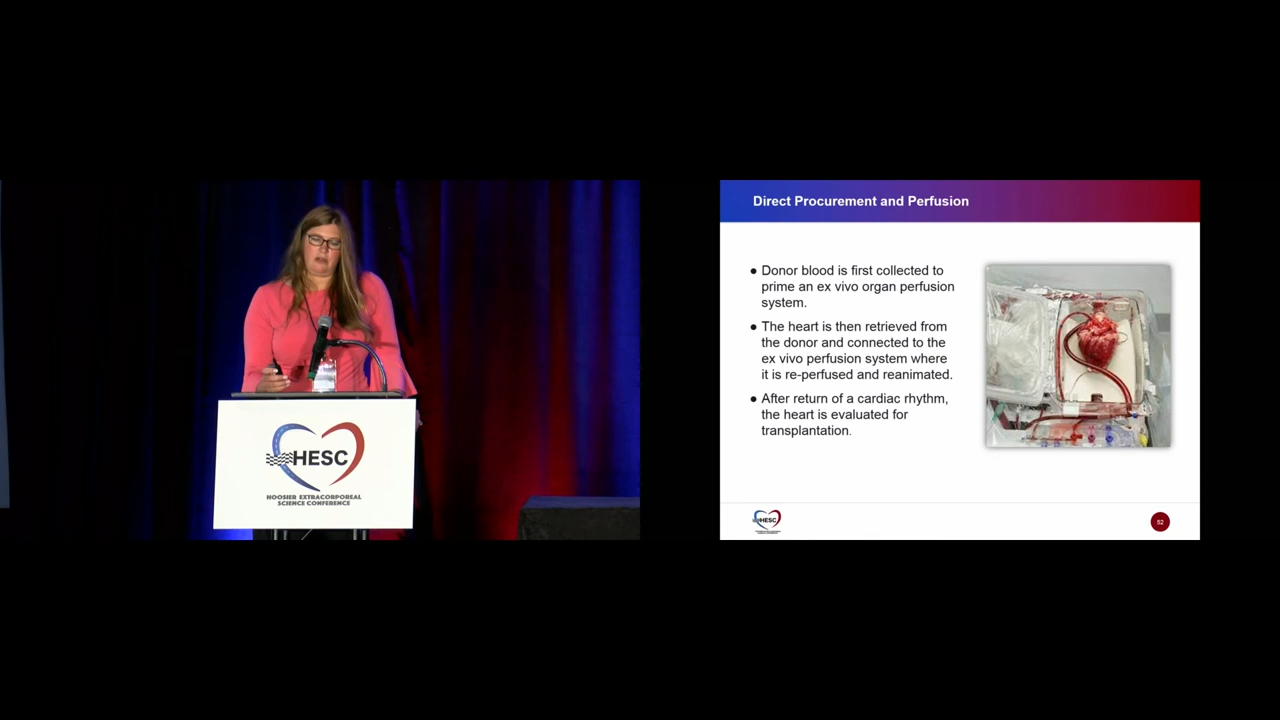 HESC
HOOSIER EXTRACORPOREAL
SCIENCE CONFERENCE
Direct Procurement and Perfusion
● Donor blood is first collected to
prime an ex vivo organ perfusion
system.
● The heart is then retrieved from
the donor and connected to the
ex vivo perfusion system where
it is re-perfused and reanimated.
● After return of a cardiac rhythm,
the heart is evaluated for
transplantation.
HESC
52